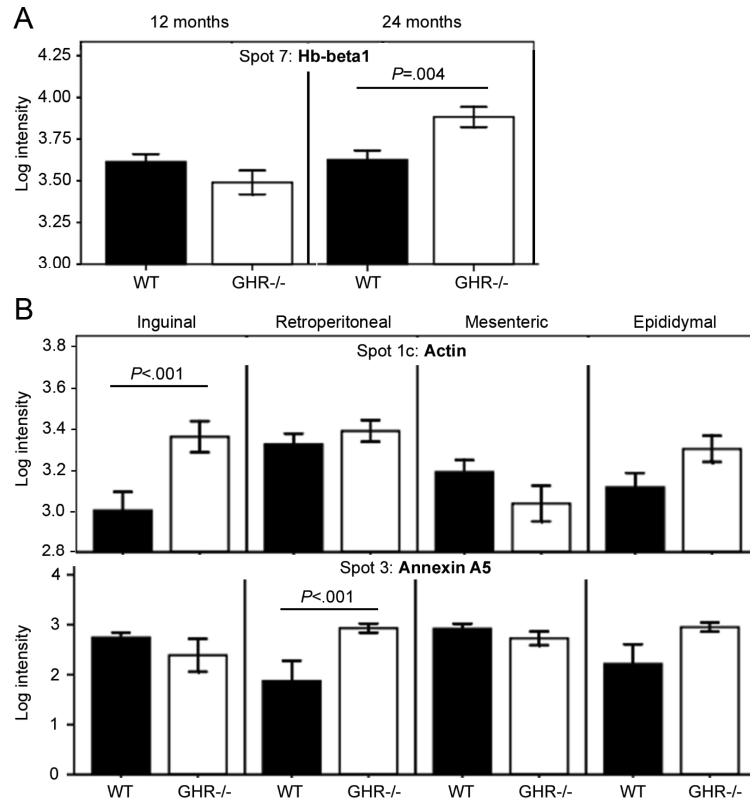 A
12 months 24 months
Spot 7: Hb-beta1
P=.004
Log intensity
4.25
4.00
3.75
3.50
3.25
3.00
WT GHR-/- WT GHR-/-
B
Inguinal Retroperitoneal Mesenteric Epididymal
Spot 1c: Actin
P<.001
Log intensity
3.8
3.6
3.4
3.2
3.0
2.8
Spot 3: Annexin A5
P<.001
Log intensity
4
3
2
1
0
WT GHR-/- WT GHR-/- WT GHR-/- WT GHR-/-